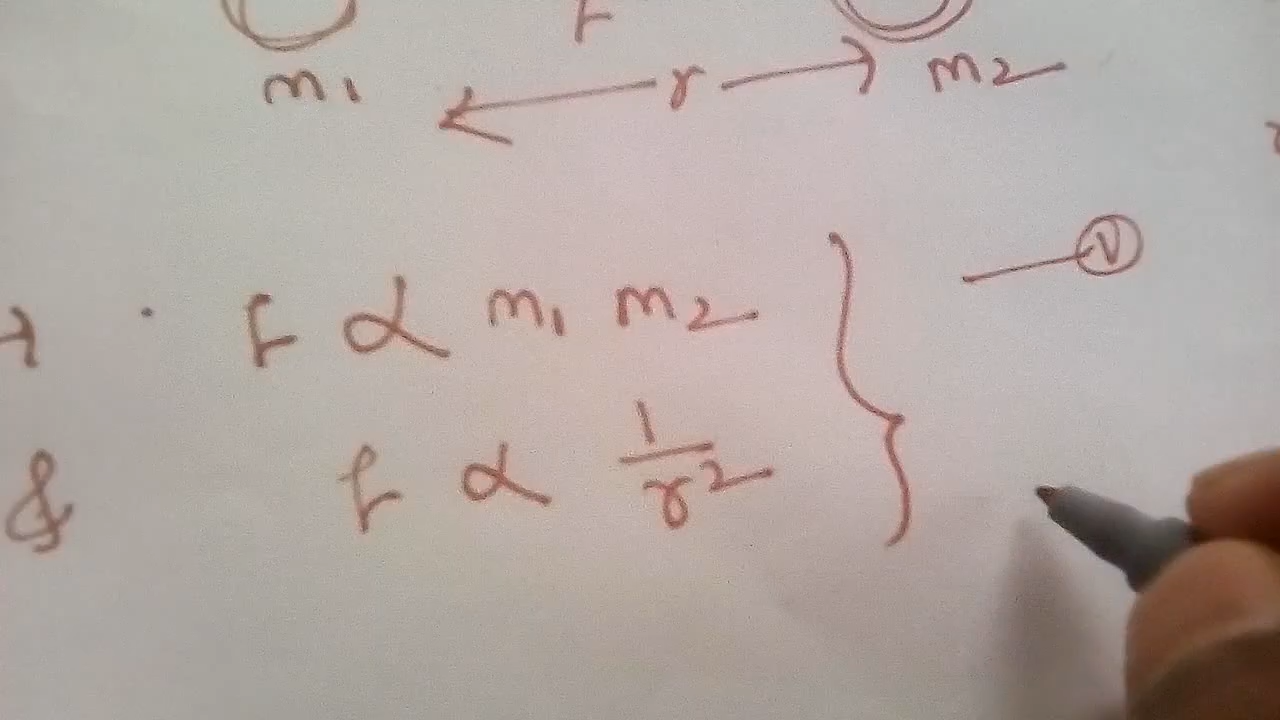 F
m1 ← r → m2
→ . F ∝ m1 m2 } — (V)
& F ∝ 1/r²